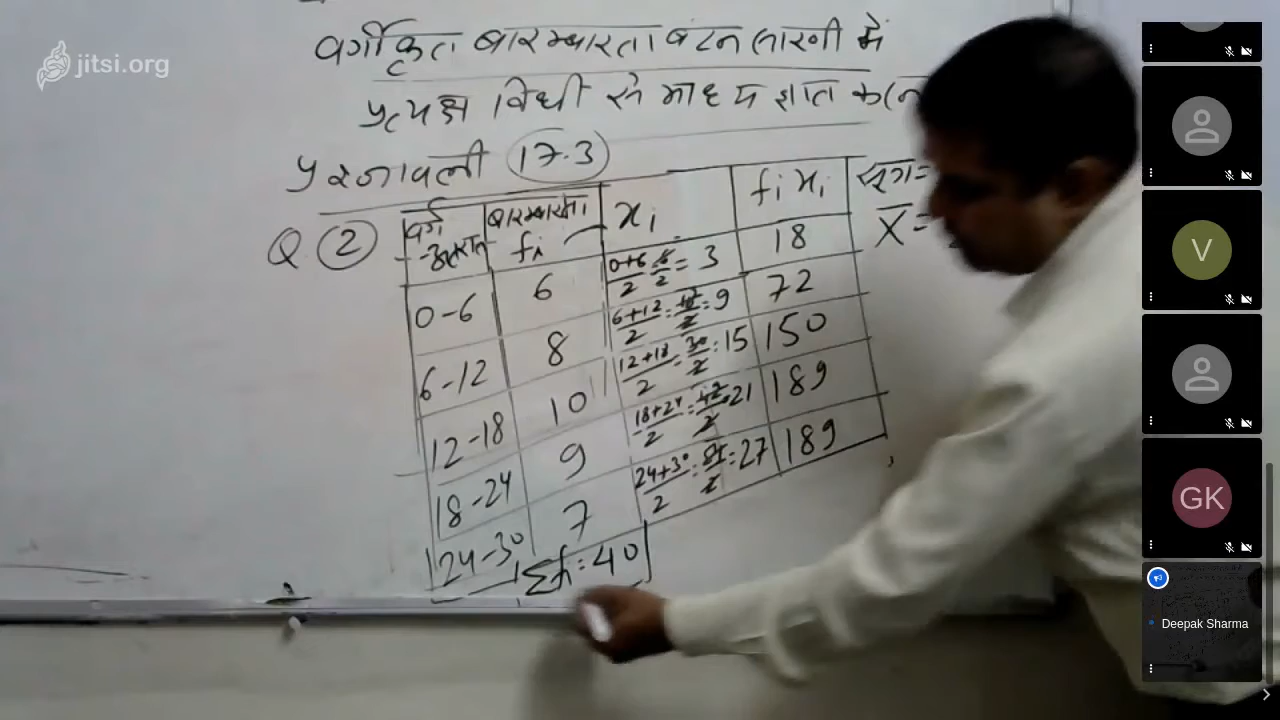 jitsi.org
वर्गीकृत बारम्बारता बंटन सारणी में
प्रत्यक्ष विधी से माध्य ज्ञात
प्रश्नावली 17.3
Q 2
वर्ग बारम्बारता xi fi xi
fi
0-6 6 0+6/2 = 6/2 = 3 18
6-12 8 6+12/2 = 18/2 = 9 72
12-18 10 12+18/2 = 30/2 = 15 150
18-24 9 18+24/2 = 42/2 = 21 189
24-30 7 24+30/2 = 54/2 = 27 189
Σfi = 40
X̄ =
V
GK
Deepak Sharma